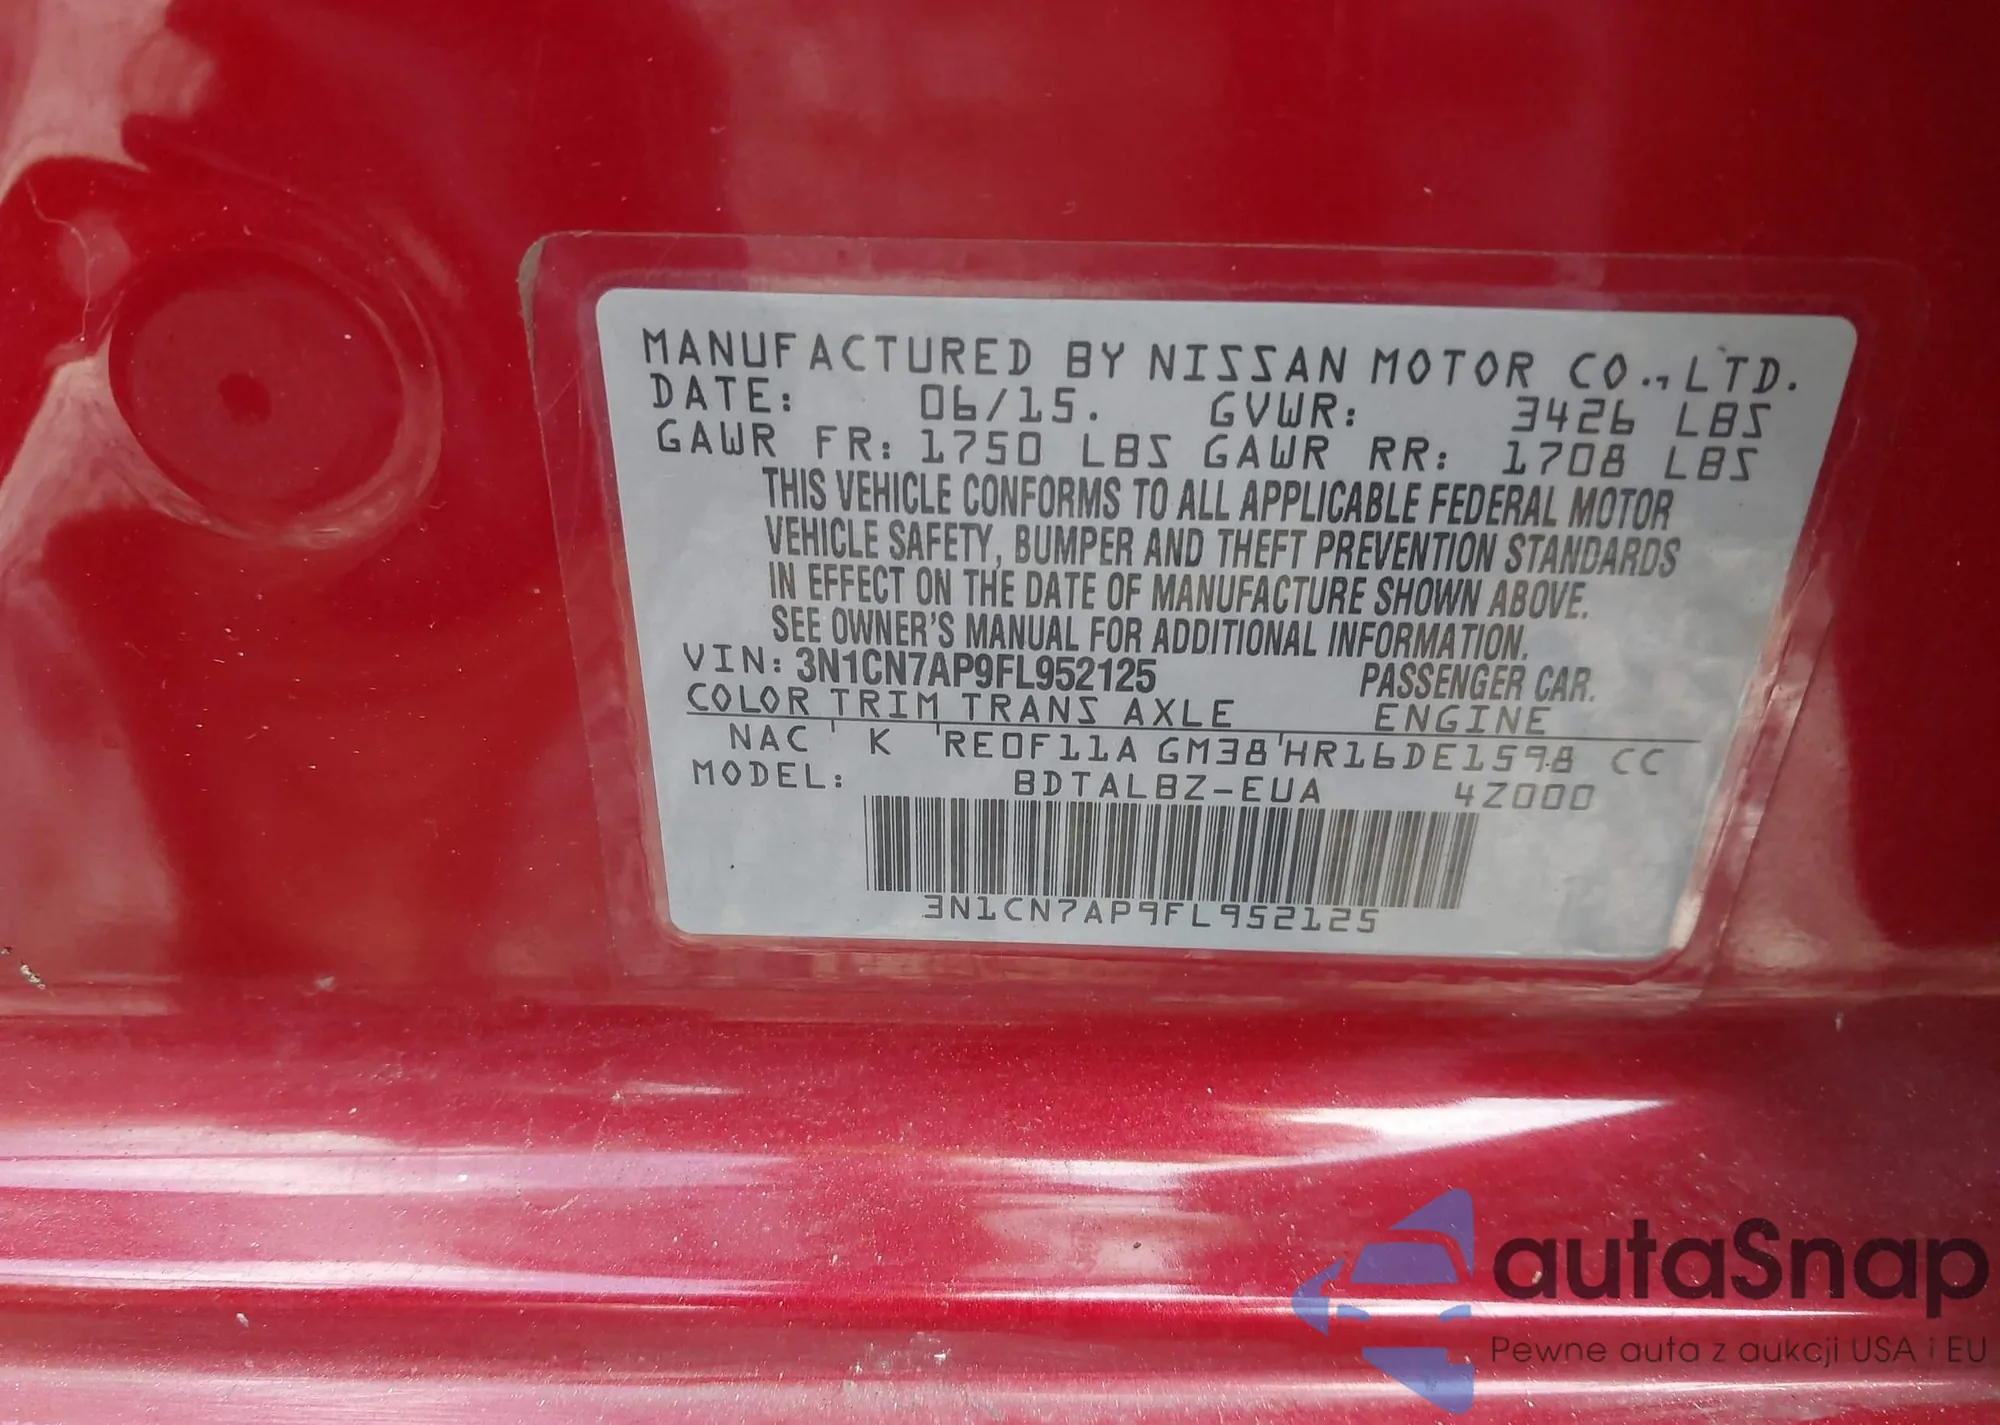 MANUFACTURED BY NISSAN MOTOR CO., LTD.
DATE: 06/15. GVWR: 3426 LBS
GAWR FR: 1750 LBS GAWR RR: 1708 LBS
THIS VEHICLE CONFORMS TO ALL APPLICABLE FEDERAL MOTOR
VEHICLE SAFETY, BUMPER AND THEFT PREVENTION STANDARDS
IN EFFECT ON THE DATE OF MANUFACTURE SHOWN ABOVE.
SEE OWNER'S MANUAL FOR ADDITIONAL INFORMATION.
VIN: 3N1CN7AP9FL952125 PASSENGER CAR.
COLOR TRIM TRANS AXLE ENGINE
NAC K RE0F11A GM38 HR16DE1598 CC
MODEL: BDTALBZ-EUA 4Z000
3N1CN7AP9FL952125
autaSnap
Pewne auta z aukcji USA i EU